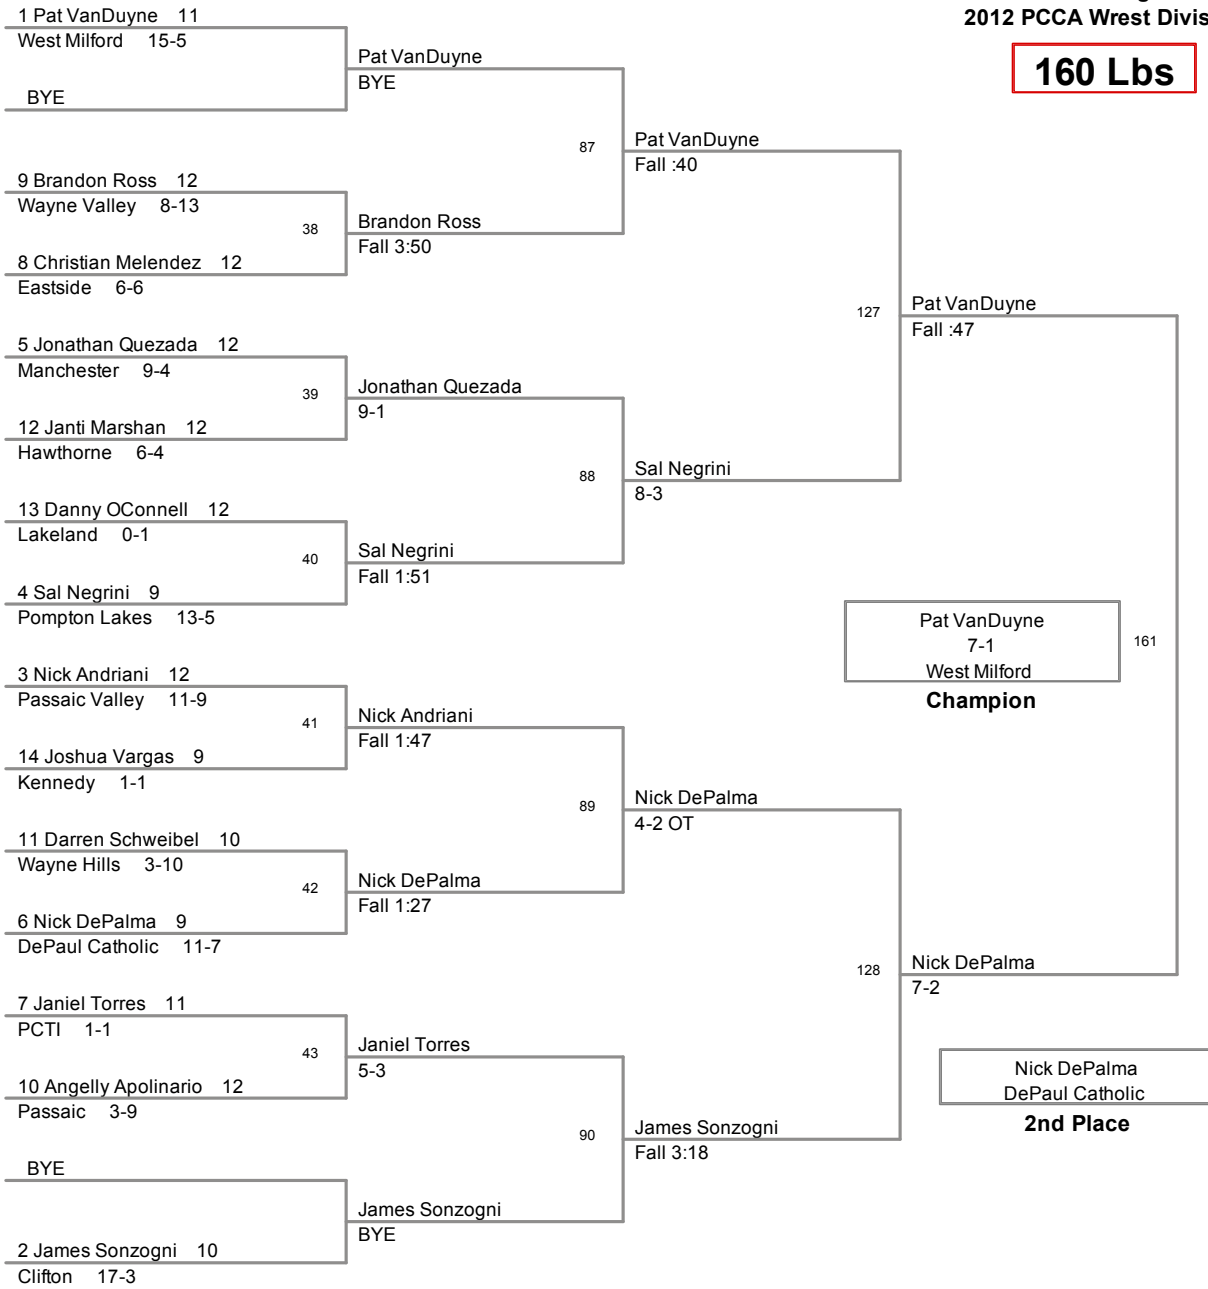 2012 PCCA Wrest Divis
160 Lbs
1 Pat VanDuyne 11
West Milford 15-5
BYE
Pat VanDuyne
BYE
87
Pat VanDuyne
Fall :40
9 Brandon Ross 12
Wayne Valley 8-13
38
Brandon Ross
Fall 3:50
8 Christian Melendez 12
Eastside 6-6
127
Pat VanDuyne
Fall :47
5 Jonathan Quezada 12
Manchester 9-4
39
Jonathan Quezada
9-1
12 Janti Marshan 12
Hawthorne 6-4
88
Sal Negrini
8-3
13 Danny OConnell 12
Lakeland 0-1
40
Sal Negrini
Fall 1:51
4 Sal Negrini 9
Pompton Lakes 13-5
Pat VanDuyne
7-1
West Milford
161
Champion
3 Nick Andriani 12
Passaic Valley 11-9
41
Nick Andriani
Fall 1:47
14 Joshua Vargas 9
Kennedy 1-1
89
Nick DePalma
4-2 OT
11 Darren Schweibel 10
Wayne Hills 3-10
42
Nick DePalma
Fall 1:27
6 Nick DePalma 9
DePaul Catholic 11-7
128
Nick DePalma
7-2
7 Janiel Torres 11
PCTI 1-1
43
Janiel Torres
5-3
10 Angelly Apolinario 12
Passaic 3-9
Nick DePalma
DePaul Catholic
2nd Place
90
James Sonzogni
Fall 3:18
BYE
James Sonzogni
BYE
2 James Sonzogni 10
Clifton 17-3